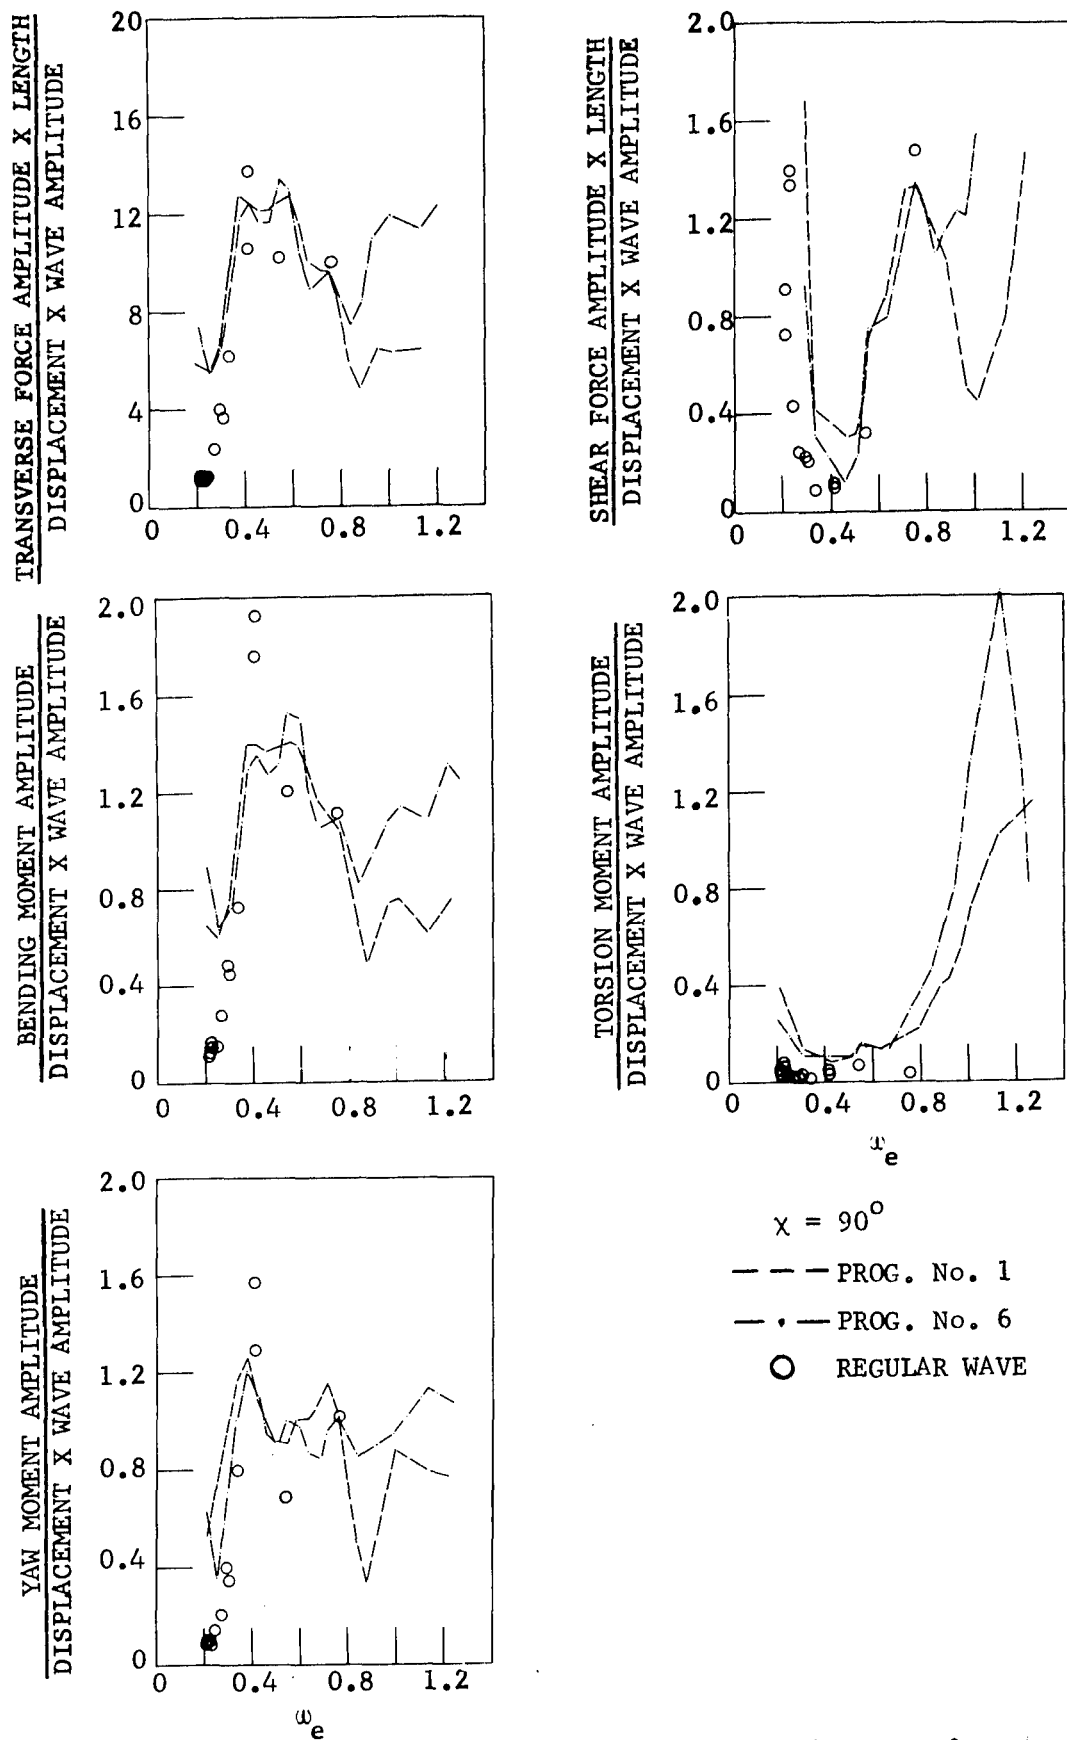 TRANSVERSE FORCE AMPLITUDE X LENGTH
DISPLACEMENT X WAVE AMPLITUDE
20
16
12
8
4
0
0 0.4 0.8 1.2
SHEAR FORCE AMPLITUDE X LENGTH
DISPLACEMENT X WAVE AMPLITUDE
2.0
1.6
1.2
0.8
0.4
0
0 0.4 0.8 1.2
BENDING MOMENT AMPLITUDE
DISPLACEMENT X WAVE AMPLITUDE
2.0
1.6
1.2
0.8
0.4
0
0 0.4 0.8 1.2
TORSION MOMENT AMPLITUDE
DISPLACEMENT X WAVE AMPLITUDE
2.0
1.6
1.2
0.8
0.4
0
0 0.4 0.8 1.2
ωe
YAW MOMENT AMPLITUDE
DISPLACEMENT X WAVE AMPLITUDE
2.0
1.6
1.2
0.8
0.4
0
0 0.4 0.8 1.2
ωe
χ = 90°
PROG. No. 1
PROG. No. 6
REGULAR WAVE